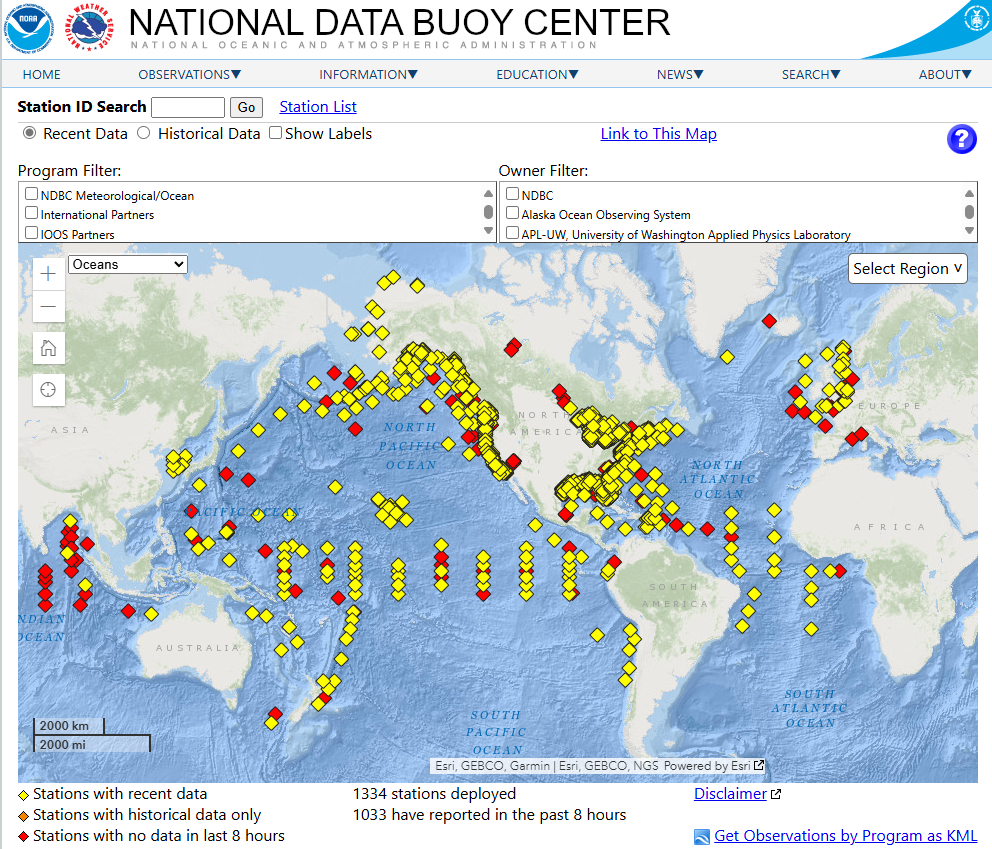 NOAA
NATIONAL DATA BUOY CENTER
NATIONAL OCEANIC AND ATMOSPHERIC ADMINISTRATION
HOME OBSERVATIONS▼ INFORMATION▼ EDUCATION▼ NEWS▼ SEARCH▼ ABOUT▼
Station ID Search Go Station List
Recent Data Historical Data Show Labels Link to This Map ?
Program Filter: Owner Filter:
NDBC Meteorological/Ocean NDBC
International Partners Alaska Ocean Observing System
IOOS Partners APL-UW, University of Washington Applied Physics Laboratory
+ Oceans Select Region V
−
ASIA
NORTH
PACIFIC
OCEAN
NORTH
AMERICA
EUROPE
NORTH
ATLANTIC
OCEAN
PACIFIC OCEAN
AFRICA
SOUTH
AMERICA
INDIAN
OCEAN
AUSTRALIA
SOUTH
ATLANTIC
OCEAN
SOUTH
PACIFIC
OCEAN
2000 km
2000 mi
Esri, GEBCO, Garmin | Esri, GEBCO, NGS Powered by Esri
Stations with recent data 1334 stations deployed Disclaimer
Stations with historical data only 1033 have reported in the past 8 hours
Stations with no data in last 8 hours Get Observations by Program as KML